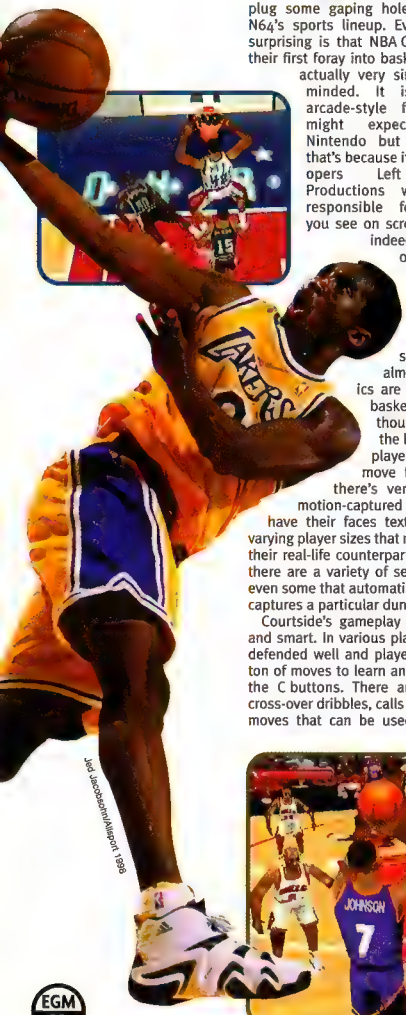 plug some gaping hole
N64's sports lineup. Ev
surprising is that NBA C
their first foray into bask
actually very si
minded. It is
arcade-style f
might expec
Nintendo but
that's because i
opers Left
Productions w
responsible fo
you see on scre
indee
o
s
alm
ics are
baske
thou
the
player
move
there's ver
motion-captured
have their faces text
varying player sizes that
their real-life counterpar
there are a variety of se
even some that automati
captures a particular dun
Courtside's gameplay
and smart. In various pla
defended well and playe
ton of moves to learn an
the C buttons. There ar
cross-over dribbles, calls
moves that can be use
LAKERS
15
Jed Jacobsohn/Allsport 1998
JOHNSON
7
EGM